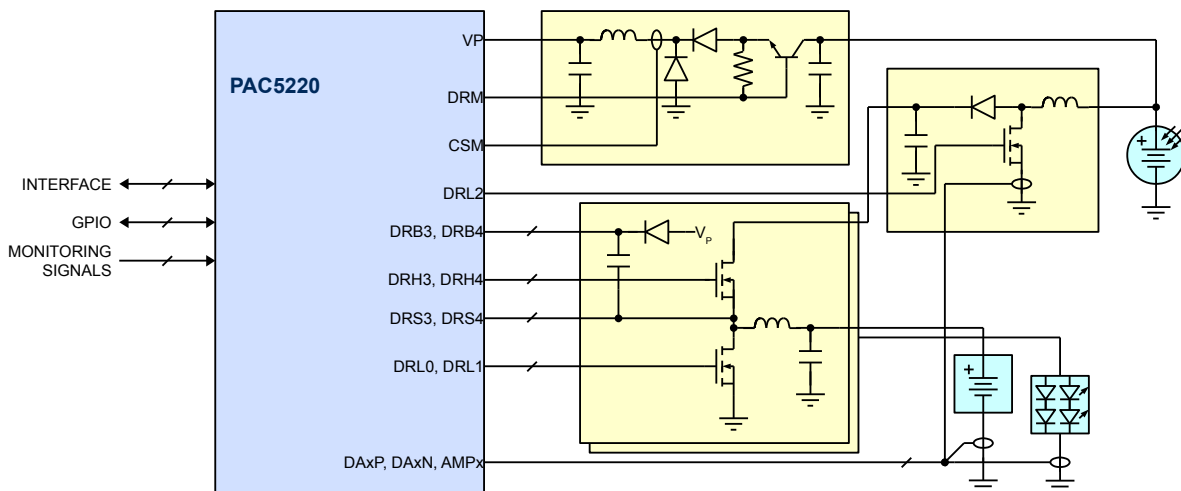 PAC5220
VP
DRM
CSM
DRL2
DRB3, DRB4
DRH3, DRH4
DRS3, DRS4
DRL0, DRL1
DAxP, DAxN, AMPx
INTERFACE
GPIO
MONITORING
SIGNALS
VP
+
+